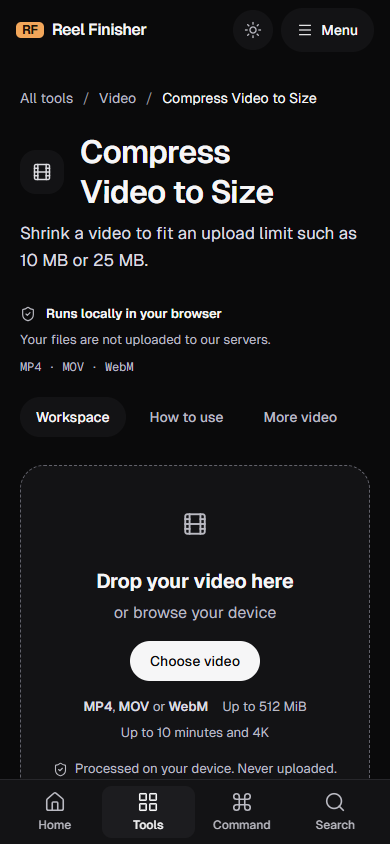 RF Reel Finisher
Menu
All tools / Video / Compress Video to Size
Compress
Video to Size
Shrink a video to fit an upload limit such as
10 MB or 25 MB.
Runs locally in your browser
Your files are not uploaded to our servers.
MP4 · MOV · WebM
Workspace
How to use
More video
Drop your video here
or browse your device
Choose video
MP4, MOV or WebM Up to 512 MiB
Up to 10 minutes and 4K
Processed on your device. Never uploaded.
Home
Tools
Command
Search